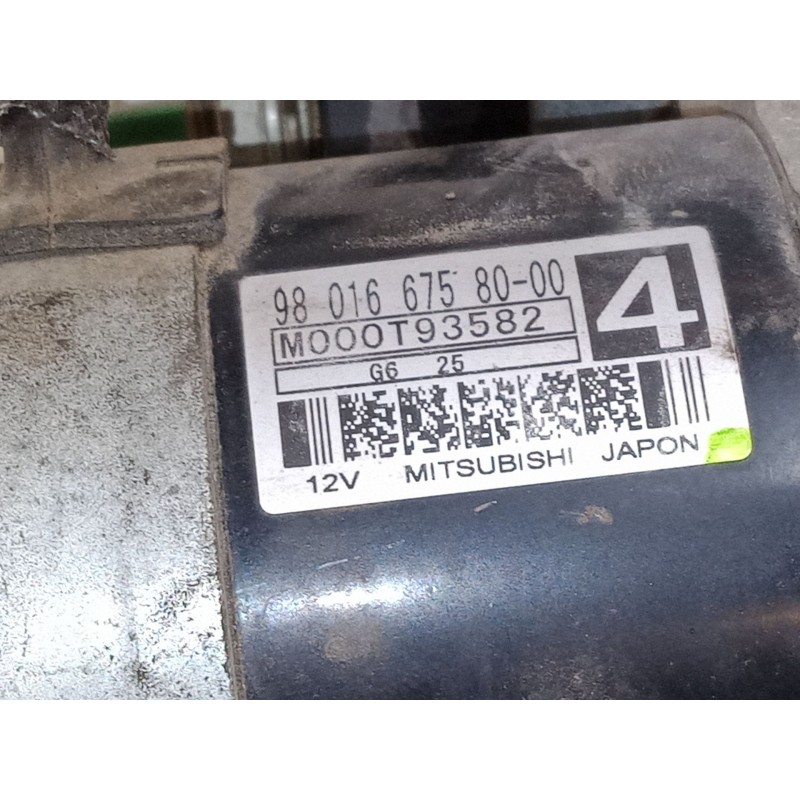 98 016 675 80-00
4
M000T93582
G6 25
12V MITSUBISHI JAPON